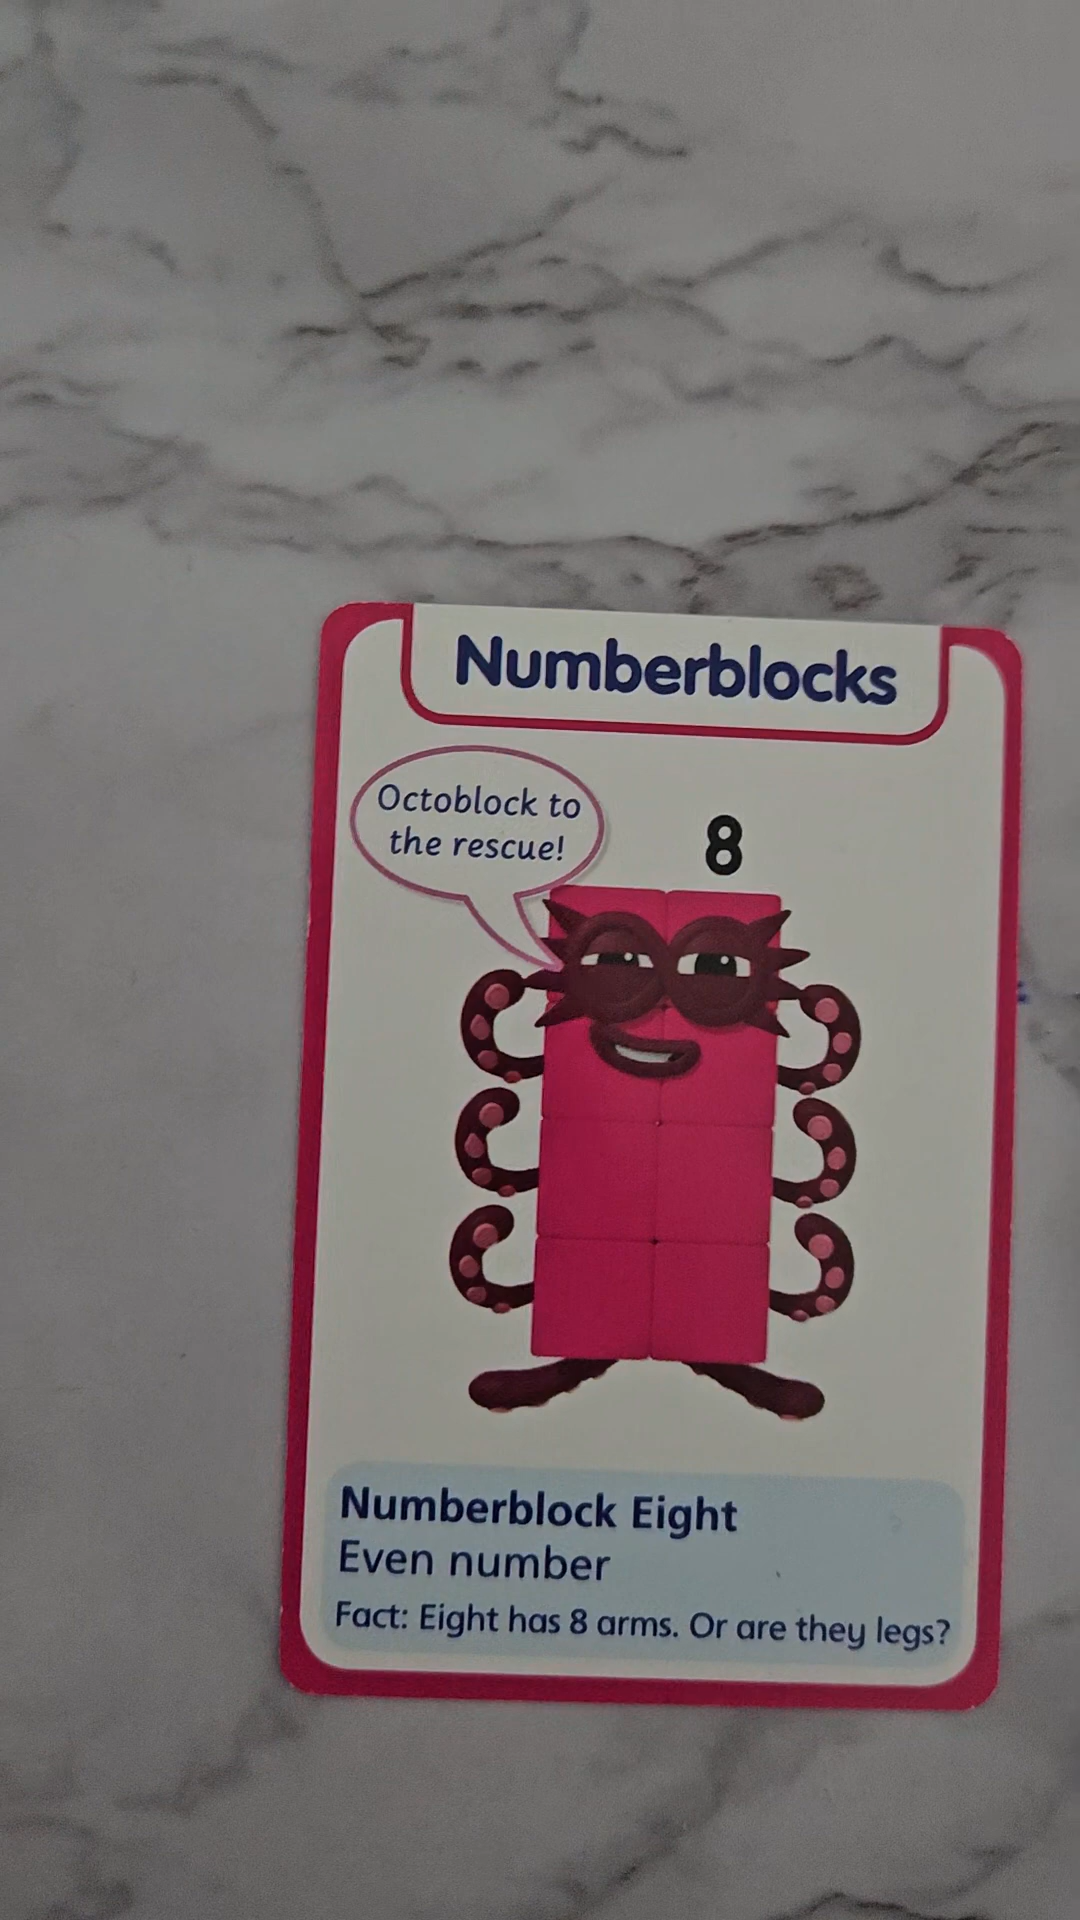 Numberblocks
Octoblock to
the rescue!
8
Numberblock Eight
Even number
Fact: Eight has 8 arms. Or are they legs?